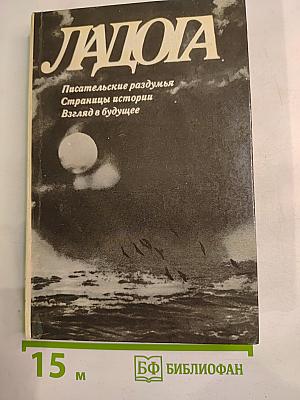 ЛАДОГА
Писательские раздумья
Страницы истории
Взгляд в будущее
15 м
БФ БИБЛИОФАН